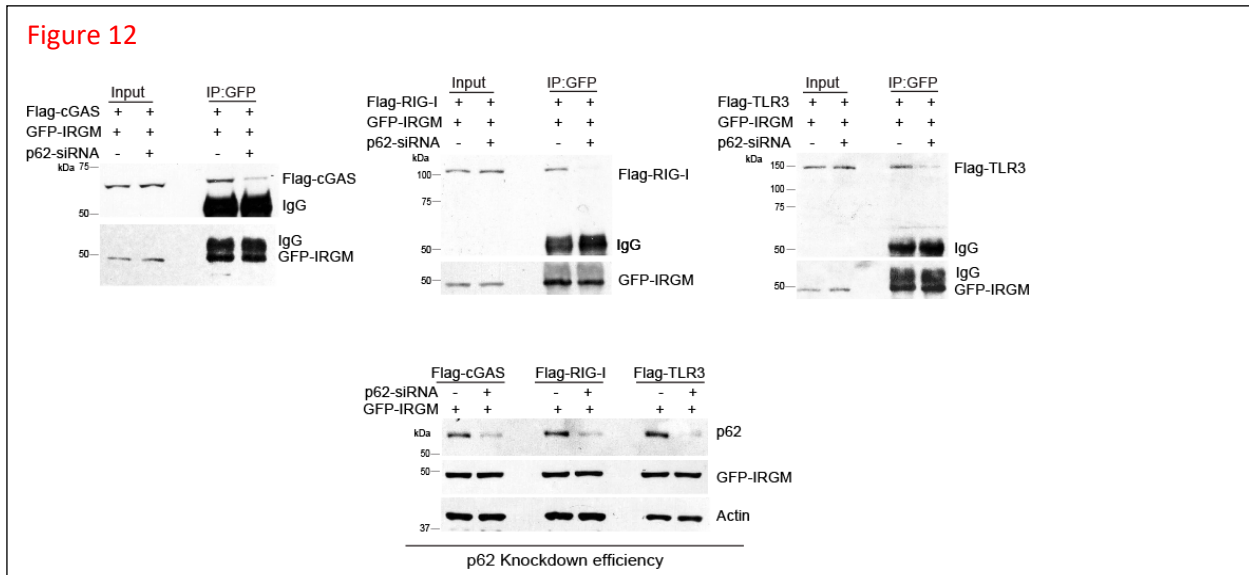 Figure 12
Input IP:GFP
Flag-cGAS + + + +
GFP-IRGM + + + +
p62-siRNA - + - +
kDa 75
Flag-cGAS
50
IgG
IgG
50
GFP-IRGM
Input IP:GFP
Flag-RIG-I + + + +
GFP-IRGM + + + +
p62-siRNA - + - +
kDa
100
Flag-RIG-I
75
50
IgG
50
GFP-IRGM
Input IP:GFP
Flag-TLR3 + + + +
GFP-IRGM + + + +
p62-siRNA - + - +
kDa
150
Flag-TLR3
100
75
50
IgG
IgG
50
GFP-IRGM
Flag-cGAS Flag-RIG-I Flag-TLR3
p62-siRNA - + - + - +
GFP-IRGM + + + + + +
kDa
p62
50
50
GFP-IRGM
Actin
37
p62 Knockdown efficiency